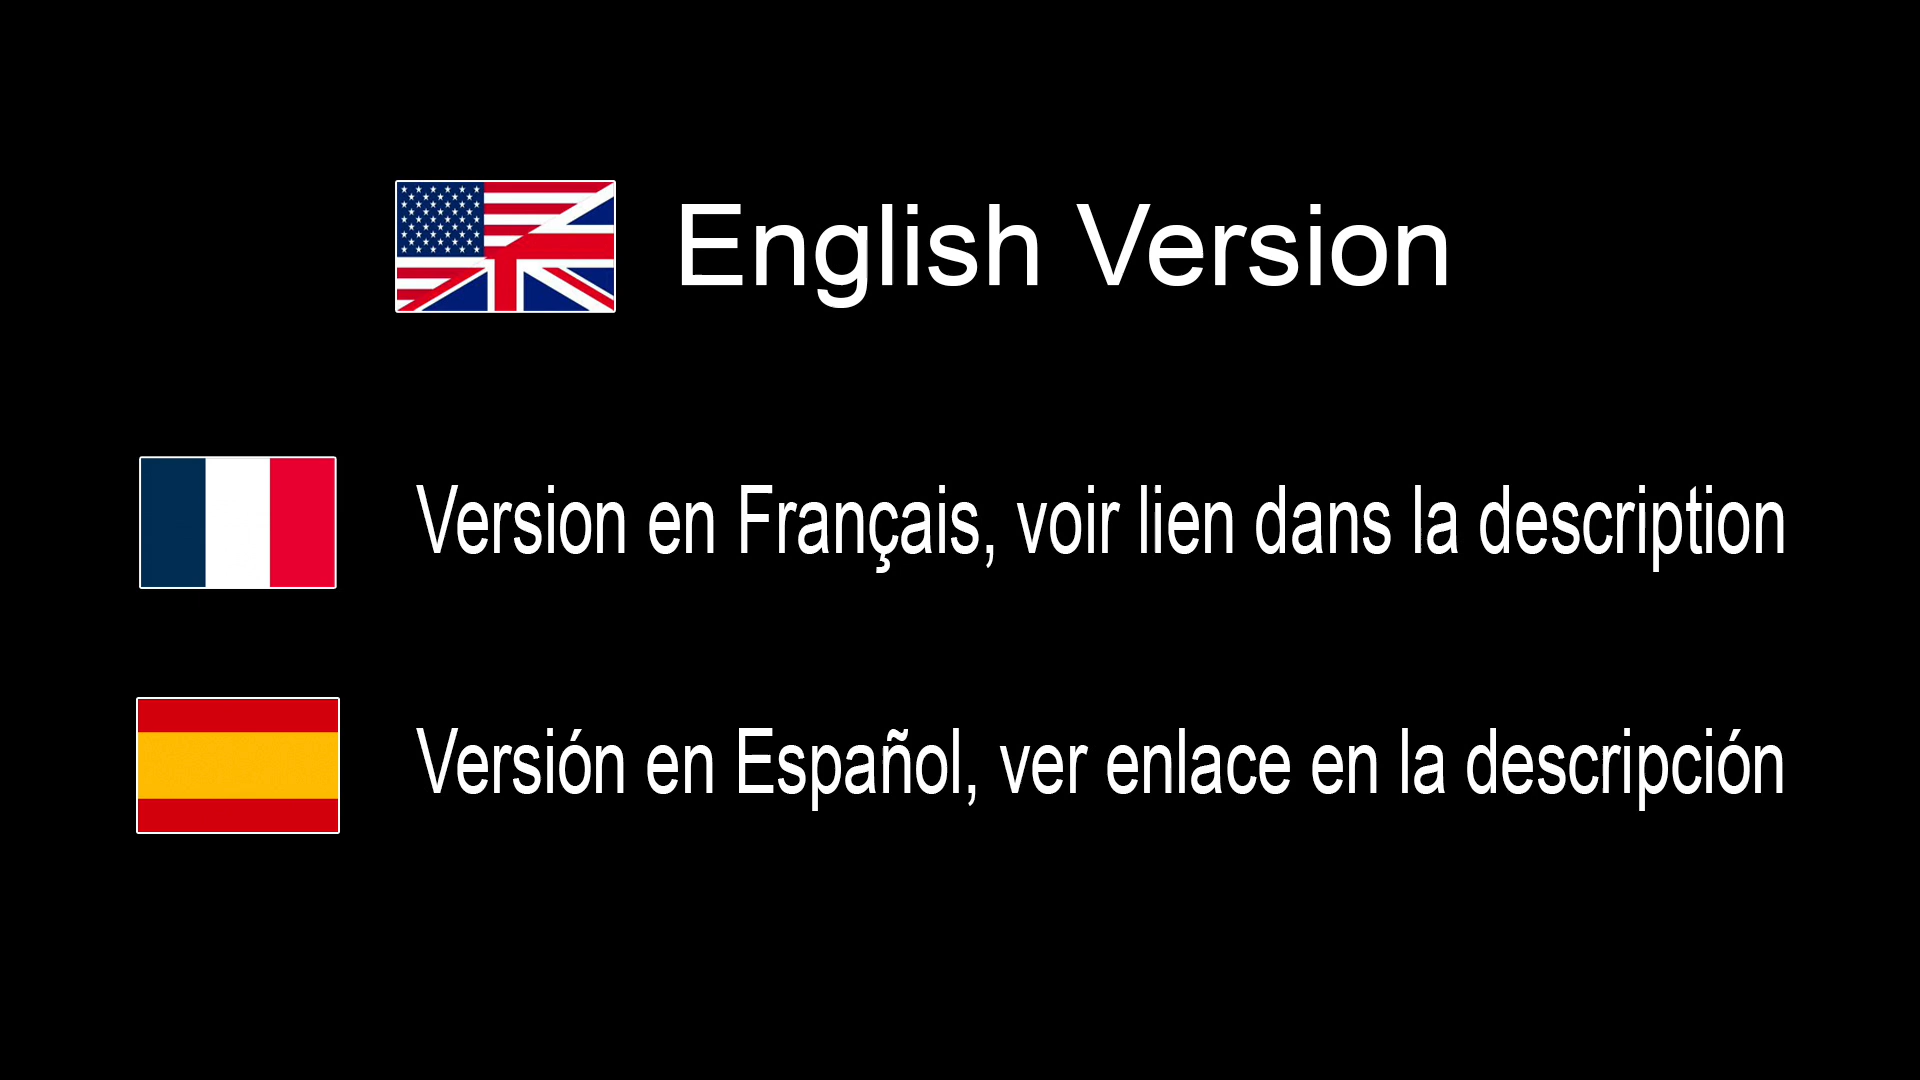 English Version
Version en Français, voir lien dans la description
Versión en Español, ver enlace en la descripción